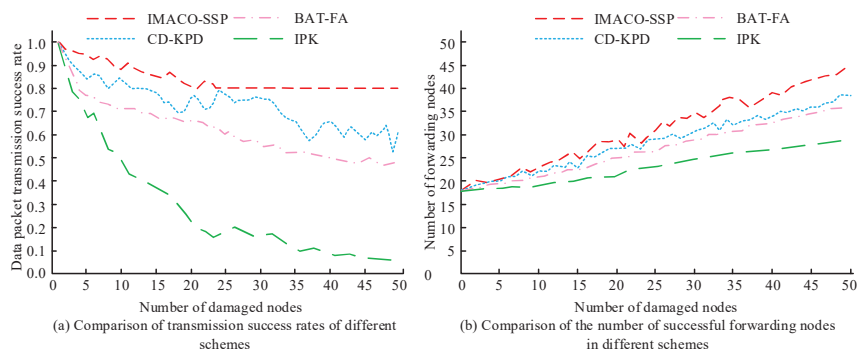 IMACO-SSP
BAT-FA
CD-KPD
IPK
Data packet transmission success rate
1.0
0.8
0.7
0.6
0.5
0.4
0.3
0.2
0.1
0.0
0
5
10
15
20
25
30
35
40
45
50
Number of damaged nodes
(a) Comparison of transmission success rates of different
schemes
IMACO-SSP
BAT-FA
CD-KPD
IPK
Number of forwarding nodes
50
45
40
35
30
25
20
15
5
0
0
10
15
20
25
30
35
40
45
50
Number of damaged nodes
(b) Comparison of the number of successful forwarding nodes
in different schemes